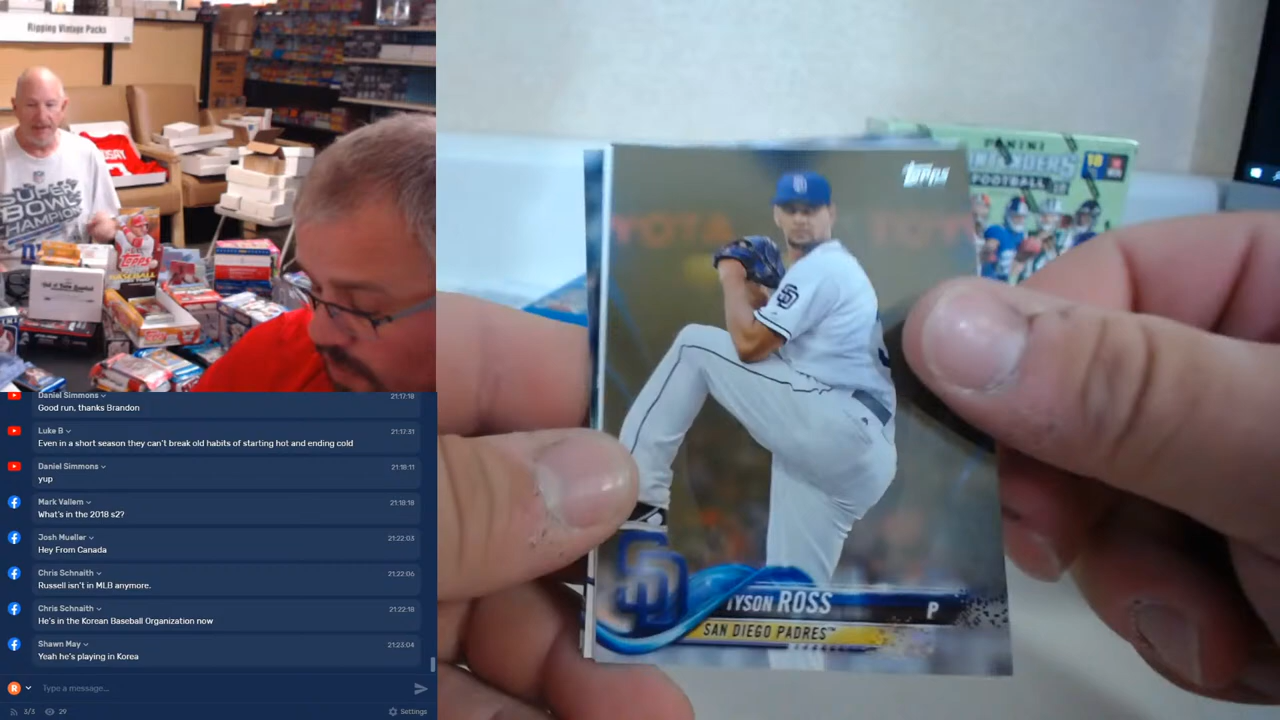 Ripping Vintage Packs
SUPER
BOWL
CHAMPION
TOPPS
Daniel Simmons
21:17:18
Good run, thanks Brandon
Luke B
21:17:31
Even in a short season they can't break old habits of starting hot and ending cold
Daniel Simmons
21:18:11
yup
Mark Vallem
21:18:18
What's in the 2018 s2?
Josh Mueller
21:22:03
Hey From Canada
Chris Schnaith
21:22:06
Russell isn't in MLB anymore.
Chris Schnaith
21:22:18
He's in the Korean Baseball Organization now
Shawn May
21:23:04
Yeah he's playing in Korea
R
Type a message...
3/3
29
Settings
PANINI
CONTENDERS
FOOTBALL
18
Topps
SD
TYSON ROSS
P
SAN DIEGO PADRES™